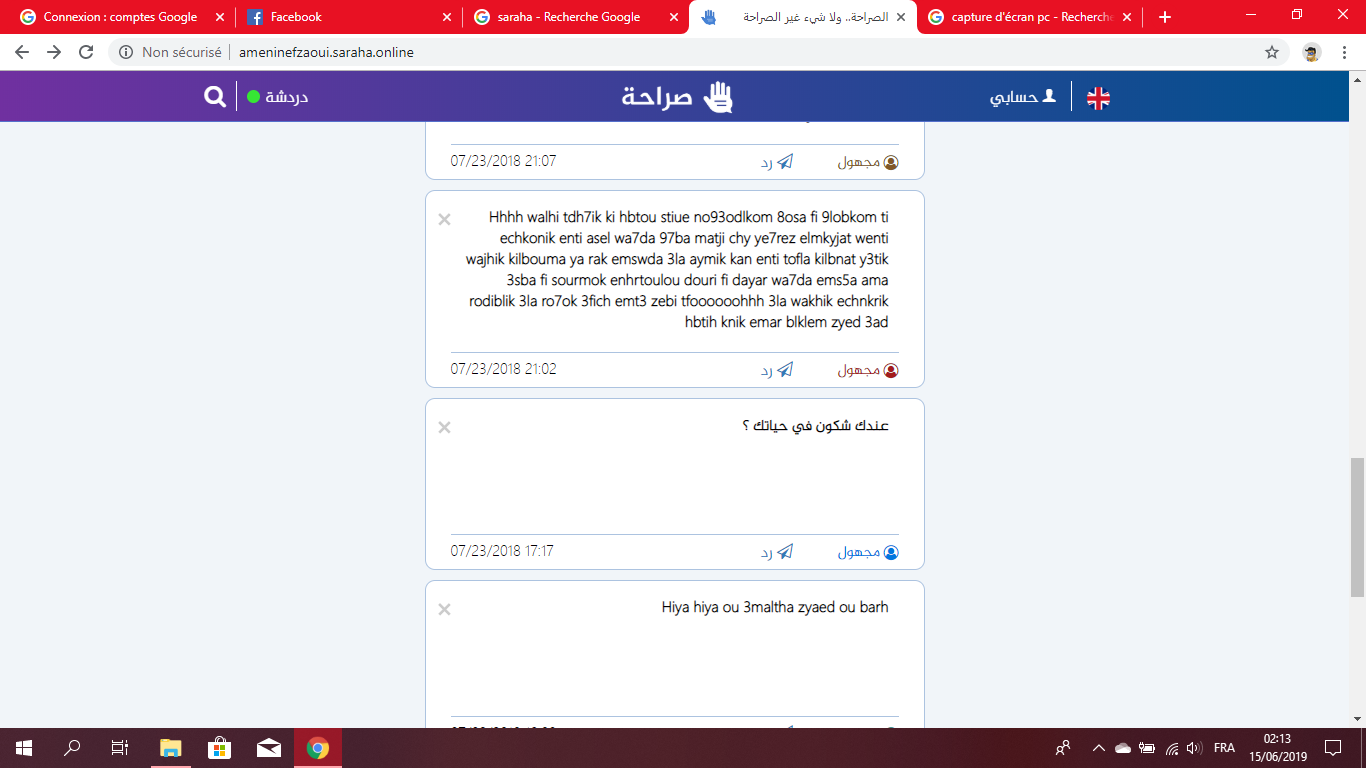 Connexion : comptes Google
Facebook
saraha - Recherche Google
الصراحة.. ولا شيء غير الصراحة
capture d'écran pc - Recherche
Non sécurisé
ameninefzaoui.saraha.online
دردشة
صراحة
حسابي
07/23/2018 21:07
رد
مجهول
Hhhh walhi tdh7ik ki hbtou stiue no93odlkom 8osa fi 9lobkom ti
echkonik enti asel wa7da 97ba matji chy ye7rez elmkyjat wenti
wajhik kilbouma ya rak emswda 3la aymik kan enti tofla kilbnat y3tik
3sba fi sourmok enhrtoulou douri fi dayar wa7da ems5a ama
rodiblik 3la ro7ok 3fich emt3 zebi tfoooooohhh 3la wakhik echnkrik
hbtih knik emar blklem zyed 3ad
07/23/2018 21:02
رد
مجهول
عندك شكون في حياتك ؟
07/23/2018 17:17
رد
مجهول
Hiya hiya ou 3maltha zyaed ou barh
FRA
02:13
15/06/2019